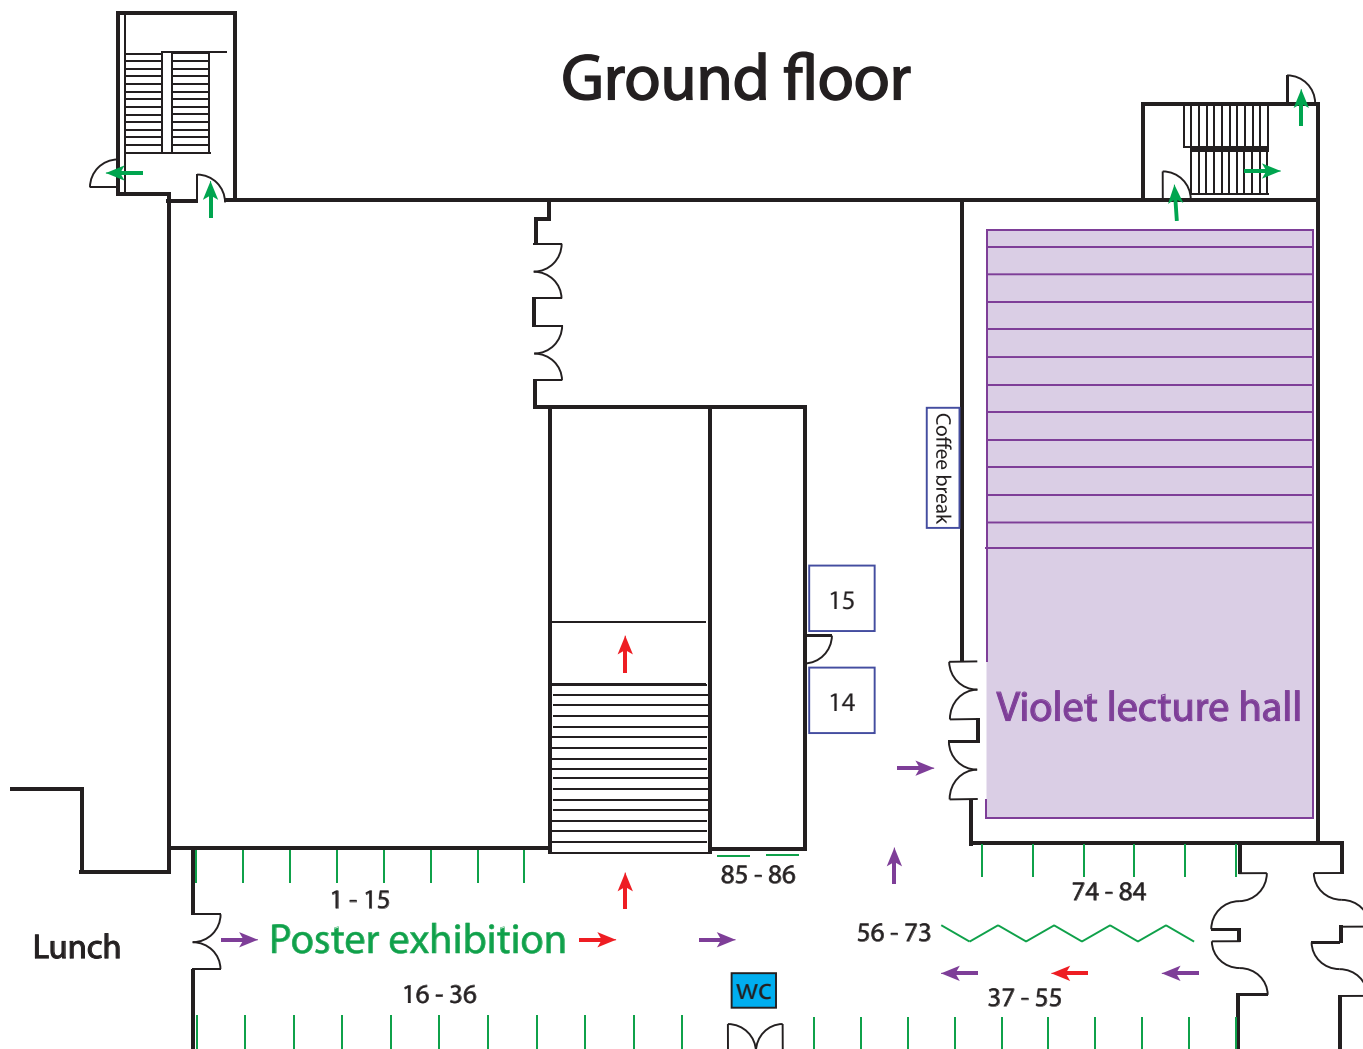 Ground floor
Coffee break
15
14
Violet lecture hall
85 - 86
1 - 15
74 - 84
Poster exhibition
56 - 73
Lunch
16 - 36
WC
37 - 55